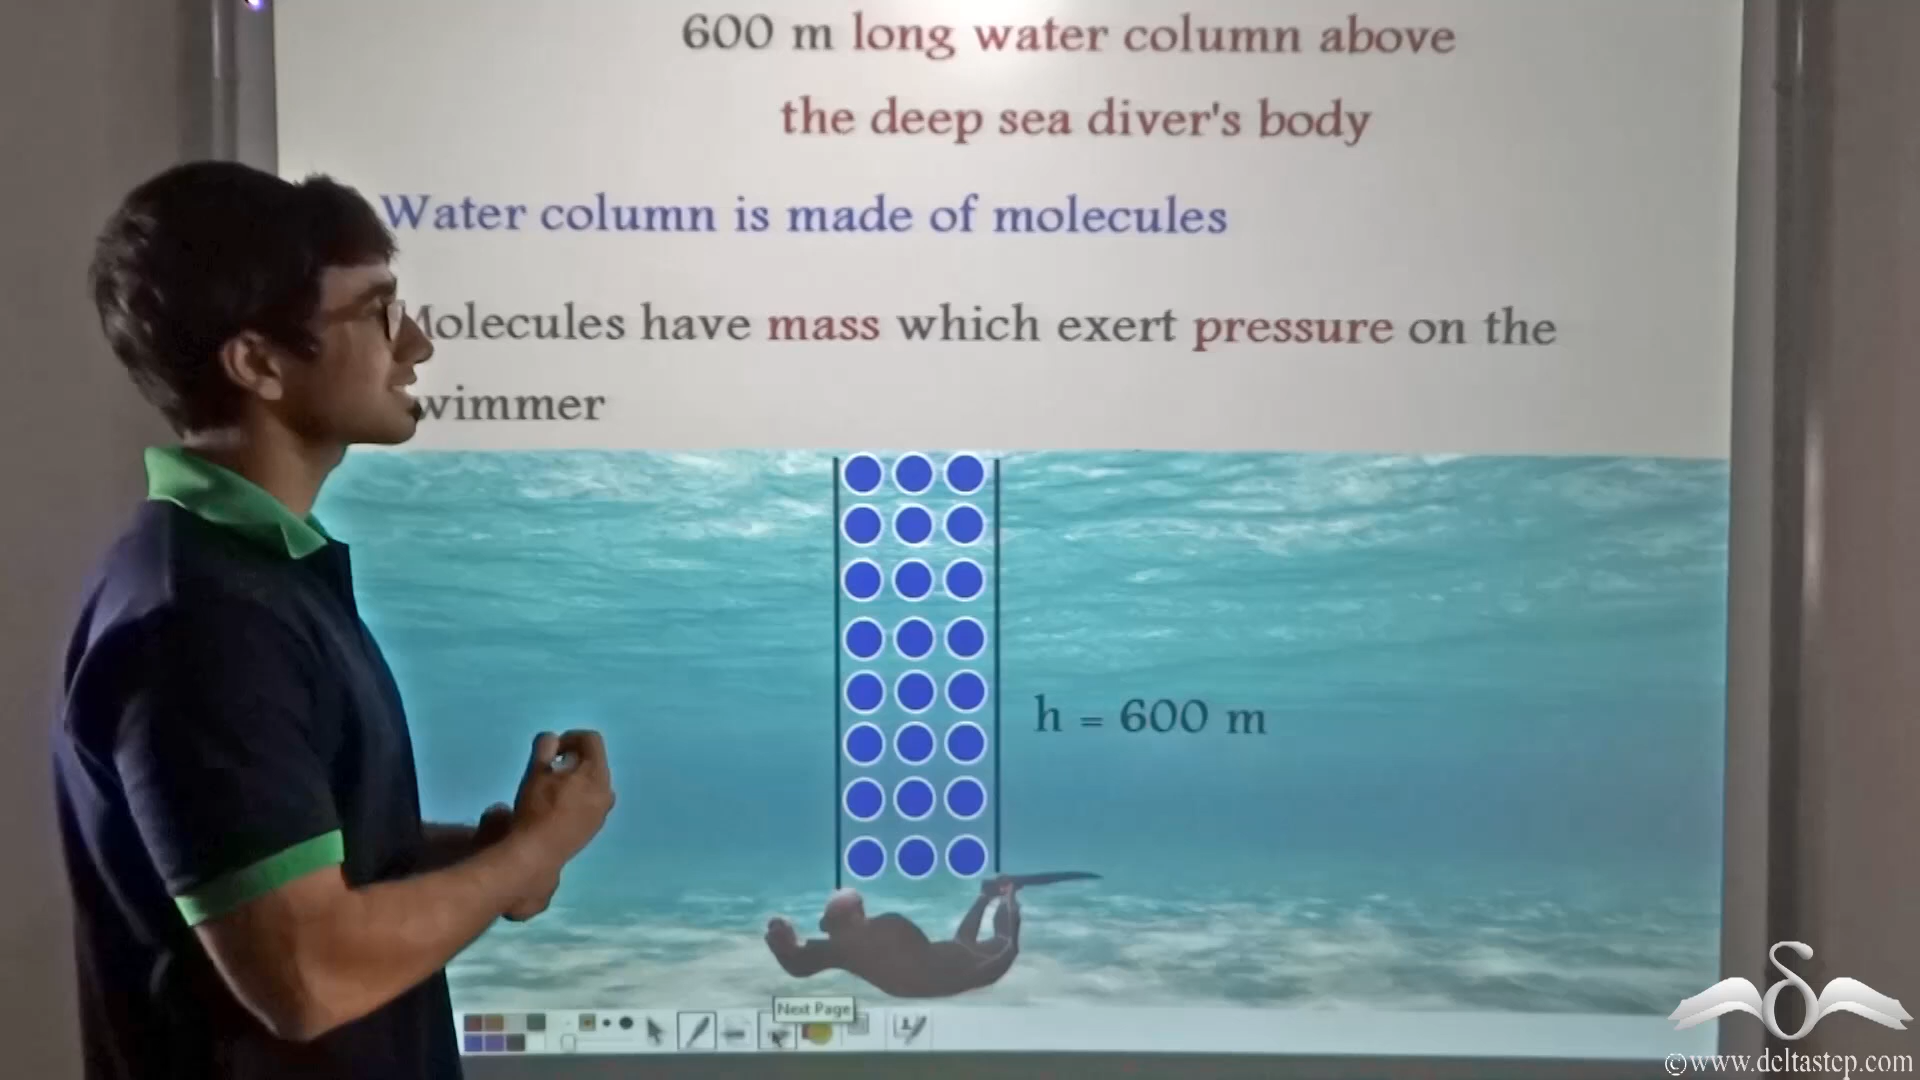 600 m long water column above
the deep sea diver's body
Water column is made of molecules
Molecules have mass which exert pressure on the
wimmer
h = 600 m
Next Page
©www.deltastep.com